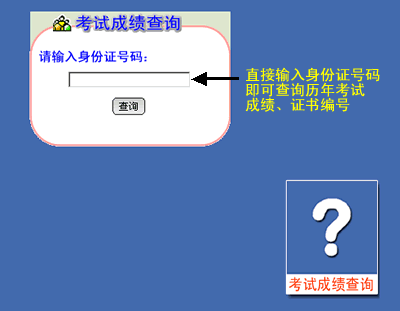 考试成绩查询
请输入身份证号码：
查询
直接输入身份证号码
即可查询历年考试
成绩、证书编号
?
考试成绩查询